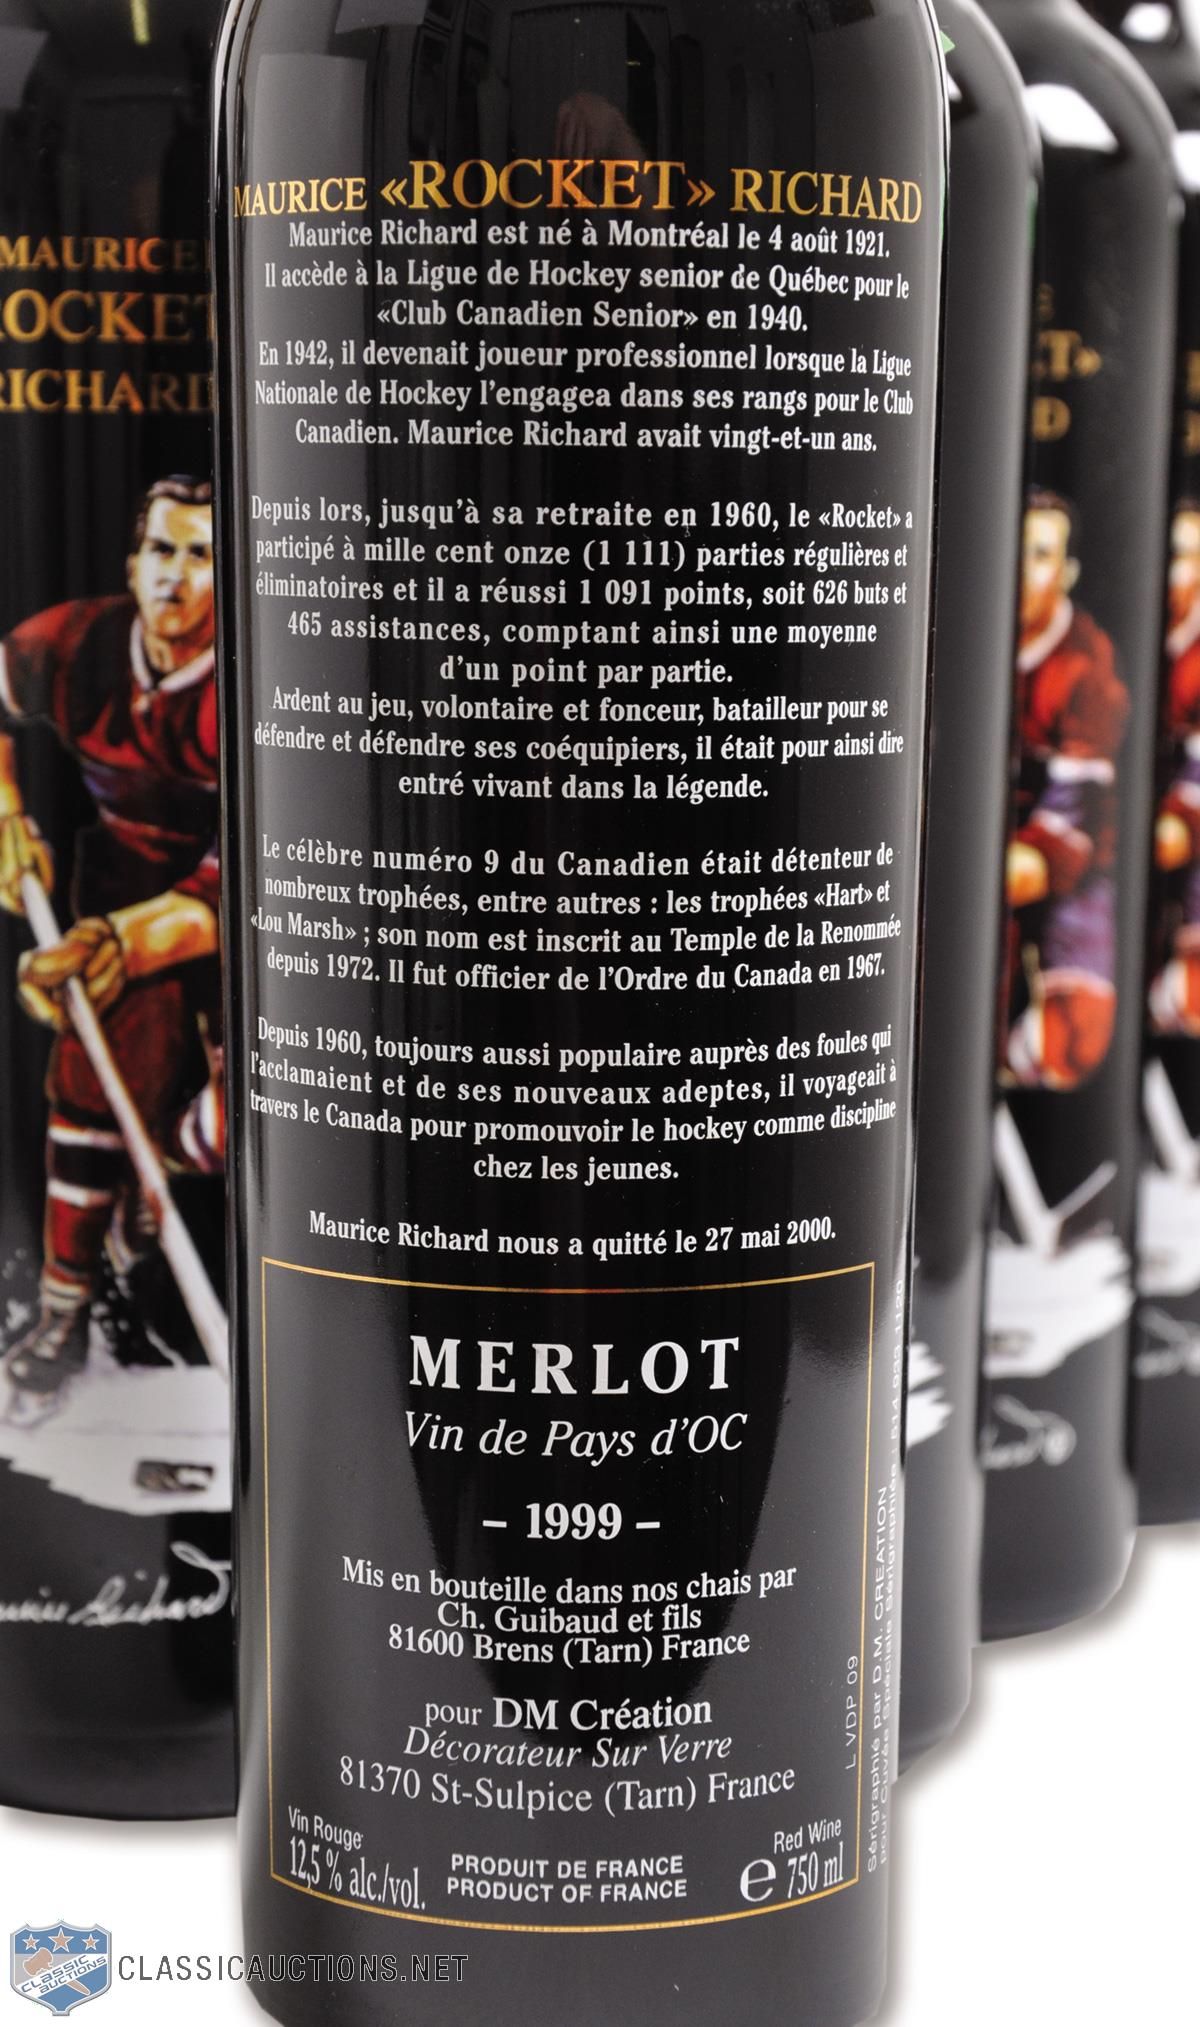 MAURICE «ROCKET» RICHARD
Maurice Richard est né à Montréal le 4 août 1921.
Il accède à la Ligue de Hockey senior de Québec pour le
«Club Canadien Senior» en 1940.
En 1942, il devenait joueur professionnel lorsque la Ligue
Nationale de Hockey l'engagea dans ses rangs pour le Club
Canadien. Maurice Richard avait vingt-et-un ans.
Depuis lors, jusqu'à sa retraite en 1960, le «Rocket» a
participé à mille cent onze (1 111) parties régulières et
éliminatoires et il a réussi 1 091 points, soit 626 buts et
465 assistances, comptant ainsi une moyenne
d'un point par partie.
Ardent au jeu, volontaire et fonceur, batailleur pour se
défendre et défendre ses coéquipiers, il était pour ainsi dire
entré vivant dans la légende.
Le célèbre numéro 9 du Canadien était détenteur de
nombreux trophées, entre autres : les trophées «Hart» et
«Lou Marsh» ; son nom est inscrit au Temple de la Renommée
depuis 1972. Il fut officier de l'Ordre du Canada en 1967.
Depuis 1960, toujours aussi populaire auprès des foules qui
l'acclamaient et de ses nouveaux adeptes, il voyageait à
travers le Canada pour promouvoir le hockey comme discipline
chez les jeunes.
Maurice Richard nous a quitté le 27 mai 2000.
MERLOT
Vin de Pays d'OC
– 1999 –
Mis en bouteille dans nos chais par
Ch. Guibaud et fils
81600 Brens (Tarn) France
pour DM Création
Décorateur Sur Verre
81370 St-Sulpice (Tarn) France
Vin Rouge
12,5 % alc./vol.
PRODUIT DE FRANCE
PRODUCT OF FRANCE
Red Wine
e 750 ml
L VDP 09
Sérigraphié par D.M. CREATION
pour Cuvée Spéciale Sérigraphiée
MAURICE
ROCKET
RICHARD
CLASSIC
AUCTIONS
CLASSICAUCTIONS.NET